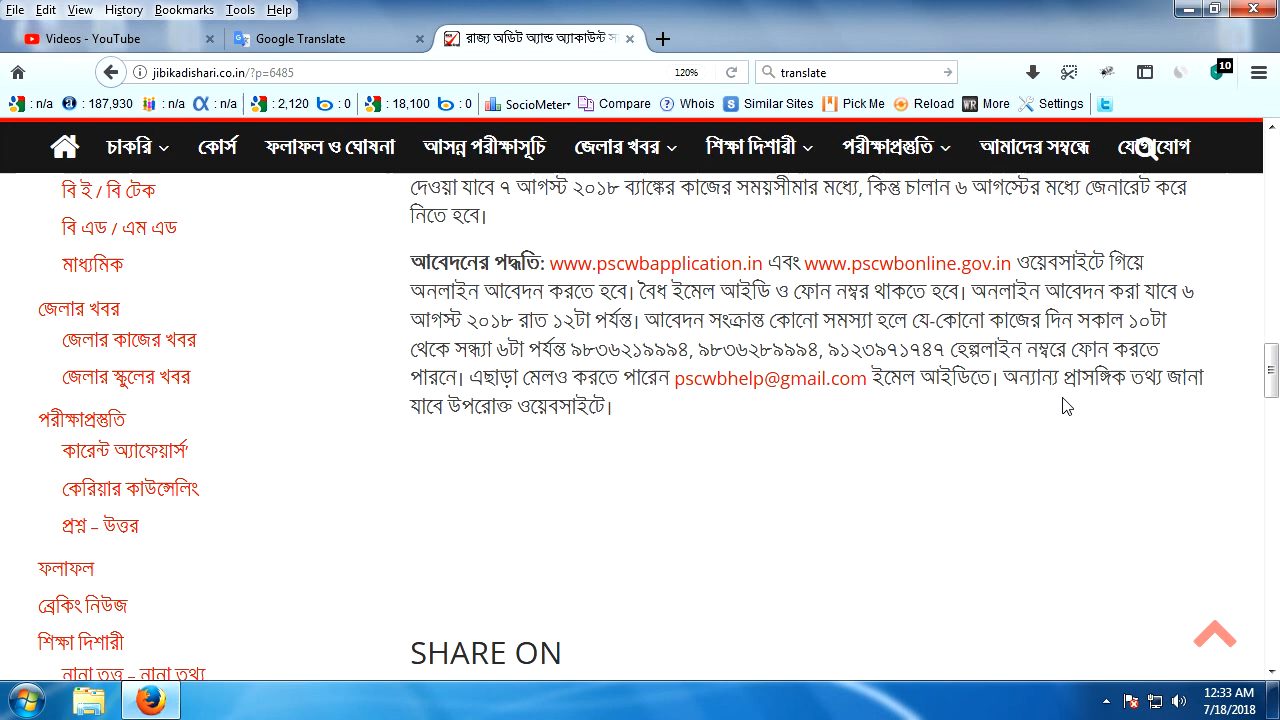 File Edit View History Bookmarks Tools Help
Videos - YouTube
Google Translate
রাজ্য অডিট অ্যান্ড অ্যাকাউন্ট স
jibikadishari.co.in/?p=6485
120%
translate
10
: n/a : 187,930 : n/a : n/a : 2,120 : 0 : 18,100 : 0 SocioMeter Compare Whois Similar Sites Pick Me Reload WR More Settings
চাকরি কোর্স ফলাফল ও ঘোষনা আসন্ন পরীক্ষাসূচি জেলার খবর শিক্ষা দিশারী পরীক্ষাপ্রস্তুতি আমাদের সম্বন্ধে যোগাযোগ
বি ই / বি টেক
বি এড / এম এড
মাধ্যমিক
জেলার খবর
জেলার কাজের খবর
জেলার স্কুলের খবর
পরীক্ষাপ্রস্তুতি
কারেন্ট অ্যাফেয়ার্স’
কেরিয়ার কাউন্সেলিং
প্রশ্ন – উত্তর
ফলাফল
ব্রেকিং নিউজ
শিক্ষা দিশারী
নানা তত্ত – নানা তথ্য
দেওয়া যাবে ৭ আগস্ট ২০১৮ ব্যাঙ্কের কাজের সময়সীমার মধ্যে, কিন্তু চালান ৬ আগস্টের মধ্যে জেনারেট করে
নিতে হবে।
আবেদনের পদ্ধতি: www.pscwbapplication.in এবং www.pscwbonline.gov.in ওয়েবসাইটে গিয়ে
অনলাইন আবেদন করতে হবে। বৈধ ইমেল আইডি ও ফোন নম্বর থাকতে হবে। অনলাইন আবেদন করা যাবে ৬
আগস্ট ২০১৮ রাত ১২টা পর্যন্ত। আবেদন সংক্রান্ত কোনো সমস্যা হলে যে-কোনো কাজের দিন সকাল ১০টা
থেকে সন্ধ্যা ৬টা পর্যন্ত ৯৮৩৬২১৯৯৯৪, ৯৮৩৬২৮৯৯৯৪, ৯১২৩৯৭১৭৪৭ হেল্পলাইন নম্বরে ফোন করতে
পারনে। এছাড়া মেলও করতে পারেন pscwbhelp@gmail.com ইমেল আইডিতে। অন্যান্য প্রাসঙ্গিক তথ্য জানা
যাবে উপরোক্ত ওয়েবসাইটে।
SHARE ON
12:33 AM
7/18/2018